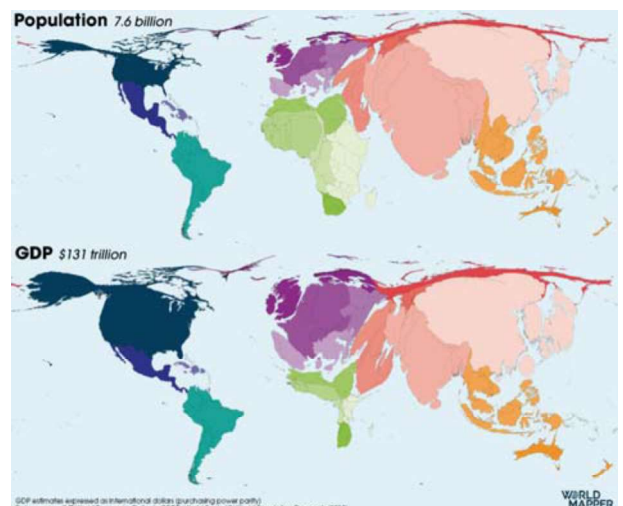 Population 7.6 billion
GDP $131 trillion
GDP estimates expressed as international dollars (purchasing power parity)
WORLD
MAPPER